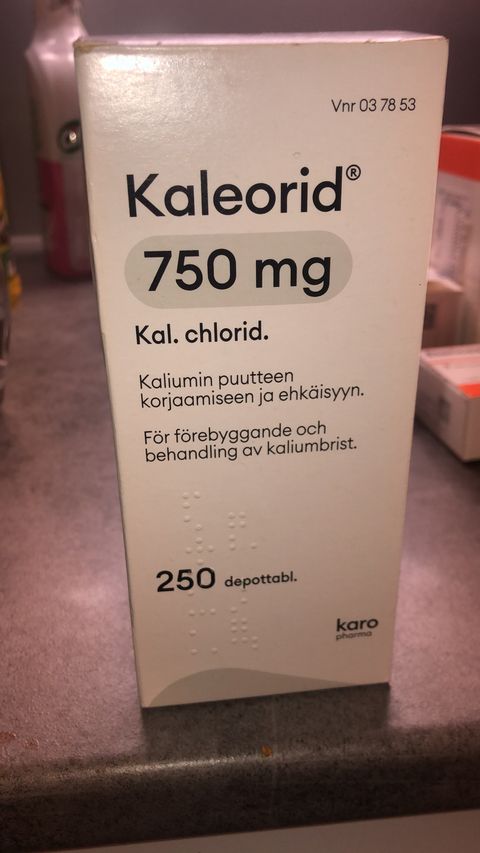 Vnr 03 78 53
Kaleorid®
750 mg
Kal. chlorid.
Kaliumin puutteen
korjaamiseen ja ehkäisyyn.
För förebyggande och
behandling av kaliumbrist.
250 depottabl.
karo
pharma